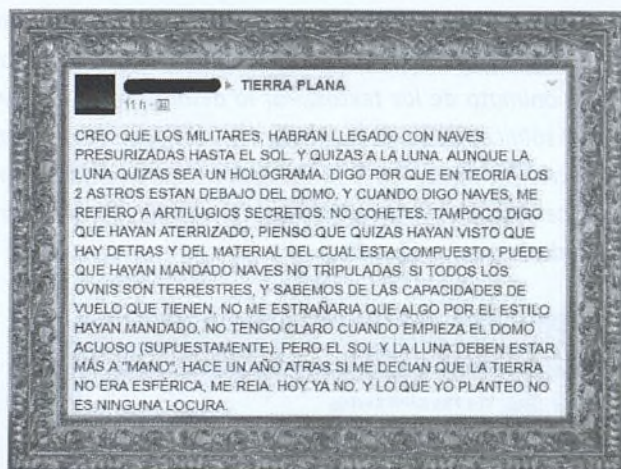 TIERRA PLANA
11 h
CREO QUE LOS MILITARES, HABRAN LLEGADO CON NAVES
PRESURIZADAS HASTA EL SOL. Y QUIZAS A LA LUNA. AUNQUE LA
LUNA QUIZAS SEA UN HOLOGRAMA. DIGO POR QUE EN TEORIA LOS
2 ASTROS ESTAN DEBAJO DEL DOMO. Y CUANDO DIGO NAVES, ME
REFIERO A ARTILUGIOS SECRETOS. NO COHETES. TAMPOCO DIGO
QUE HAYAN ATERRIZADO, PIENSO QUE QUIZAS HAYAN VISTO QUE
HAY DETRAS Y DEL MATERIAL DEL CUAL ESTA COMPUESTO. PUEDE
QUE HAYAN MANDADO NAVES NO TRIPULADAS. SI TODOS LOS
OVNIS SON TERRESTRES, Y SABEMOS DE LAS CAPACIDADES DE
VUELO QUE TIENEN, NO ME ESTRAÑARIA QUE ALGO POR EL ESTILO
HAYAN MANDADO. NO TENGO CLARO CUANDO EMPIEZA EL DOMO
ACUOSO (SUPUESTAMENTE). PERO EL SOL Y LA LUNA DEBEN ESTAR
MÁS A "MANO", HACE UN AÑO ATRAS SI ME DECIAN QUE LA TIERRA
NO ERA ESFÉRICA, ME REIA. HOY YA NO. Y LO QUE YO PLANTEO NO
ES NINGUNA LOCURA.